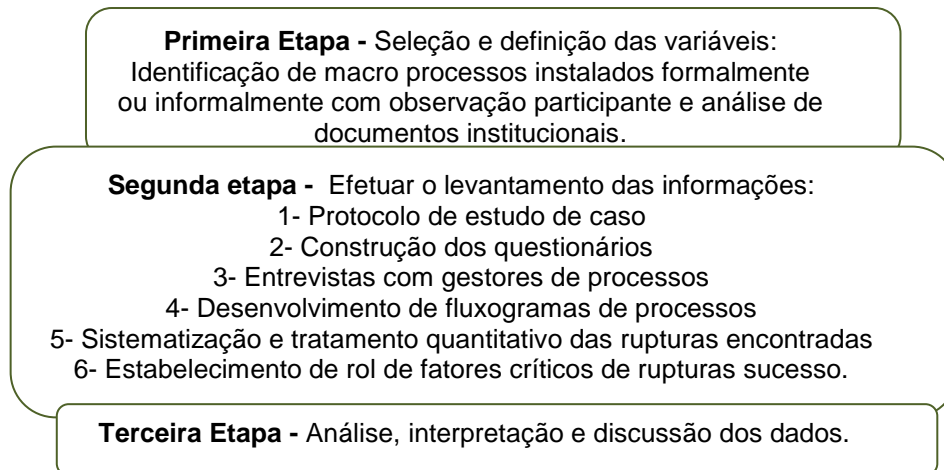 Primeira Etapa - Seleção e definição das variáveis:
Identificação de macro processos instalados formalmente
ou informalmente com observação participante e análise de
documentos institucionais.
Segunda etapa - Efetuar o levantamento das informações:
1- Protocolo de estudo de caso
2- Construção dos questionários
3- Entrevistas com gestores de processos
4- Desenvolvimento de fluxogramas de processos
5- Sistematização e tratamento quantitativo das rupturas encontradas
6- Estabelecimento de rol de fatores críticos de rupturas sucesso.
Terceira Etapa - Análise, interpretação e discussão dos dados.